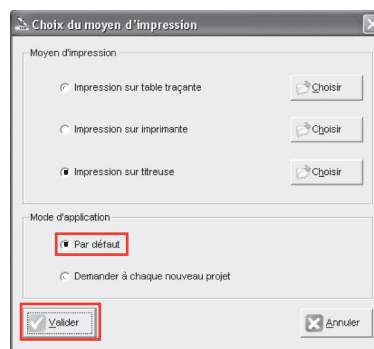 Choix du moyen d'impression
Moyen d'impression
Impression sur table traçante
Choisir
Impression sur imprimante
Choisir
Impression sur titreuse
Choisir
Mode d'application
Par défaut
Demander à chaque nouveau projet
Valider
Annuler